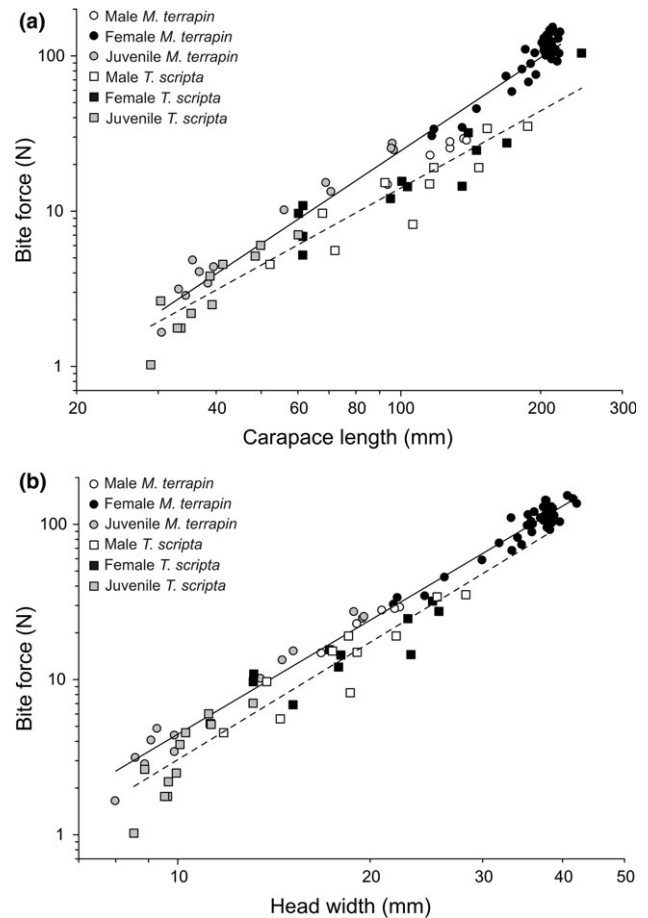 (a)
Male M. terrapin
Female M. terrapin
Juvenile M. terrapin
Male T. scripta
Female T. scripta
Juvenile T. scripta
100
10
1
Bite force (N)
20 40 60 80 100 200 300
Carapace length (mm)
(b)
Male M. terrapin
Female M. terrapin
Juvenile M. terrapin
Male T. scripta
Female T. scripta
Juvenile T. scripta
100
10
1
Bite force (N)
10 20 30 40 50
Head width (mm)